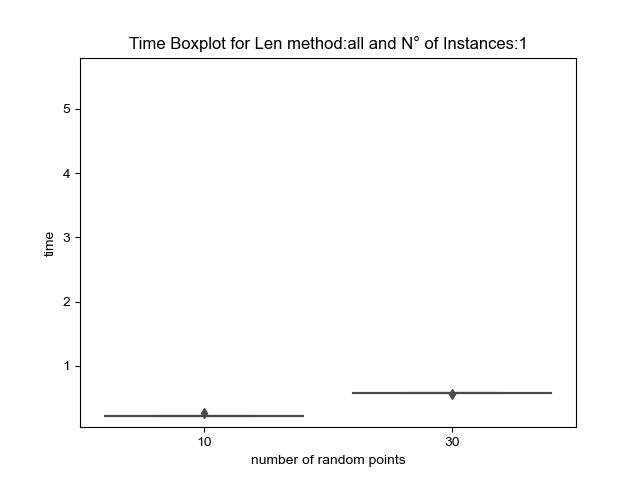 Time Boxplot for Len method:all and N° of Instances:1
5
4
3
2
1
time
10
30
number of random points